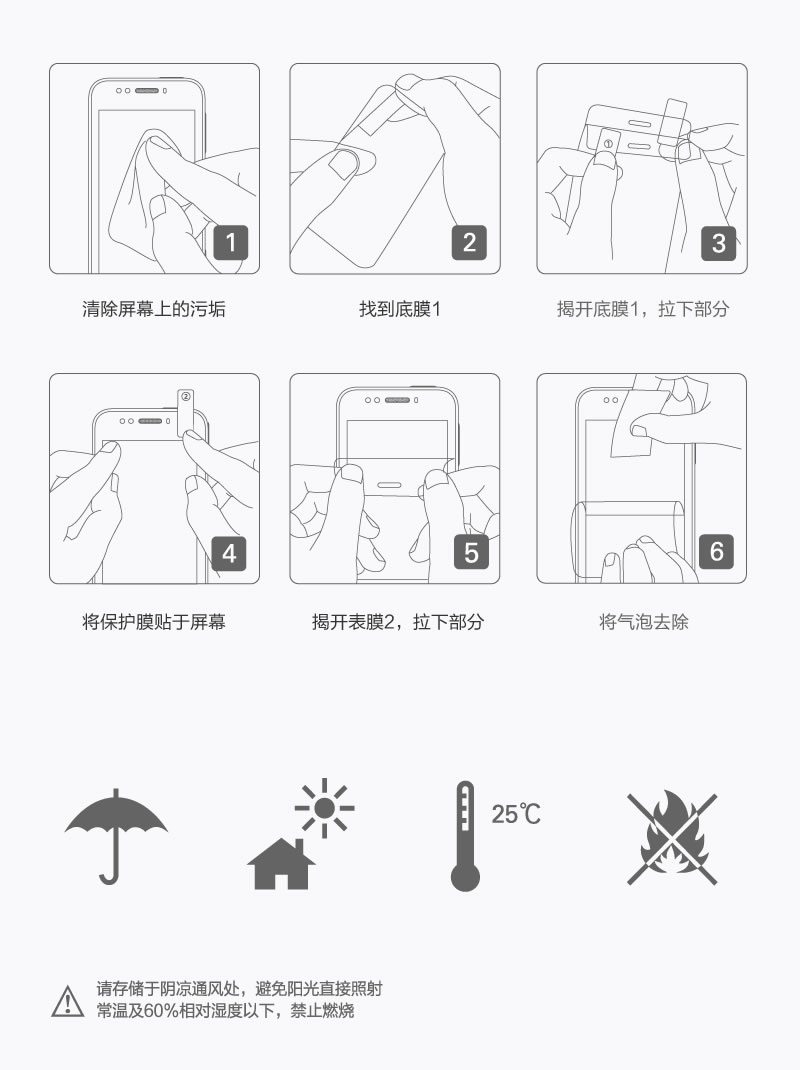 1
2
①
3
清除屏幕上的污垢
找到底膜1
揭开底膜1，拉下部分
②
4
5
6
将保护膜贴于屏幕
揭开表膜2，拉下部分
将气泡去除
25℃
请存储于阴凉通风处，避免阳光直接照射
常温及60%相对湿度以下，禁止燃烧